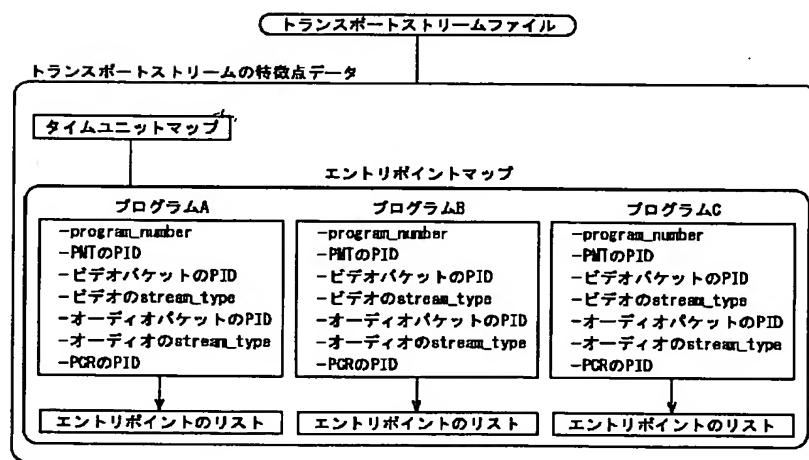 トランスポートストリームファイル
トランスポートストリームの特徴点データ
タイムユニットマップ
エントリポイントマップ
プログラムA
-program_number
-PMTのPID
-ビデオパケットのPID
-ビデオのstream_type
-オーディオパケットのPID
-オーディオのstream_type
-PCRのPID
エントリポイントのリスト
プログラムB
-program_number
-PMTのPID
-ビデオパケットのPID
-ビデオのstream_type
-オーディオパケットのPID
-オーディオのstream_type
-PCRのPID
エントリポイントのリスト
プログラムC
-program_number
-PMTのPID
-ビデオパケットのPID
-ビデオのstream_type
-オーディオパケットのPID
-オーディオのstream_type
-PCRのPID
エントリポイントのリスト